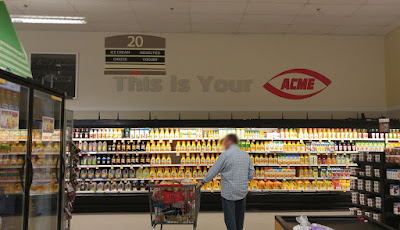 20
ICE CREAM NOVELTIES
CHEESE YOGURT
This Is Your ACME